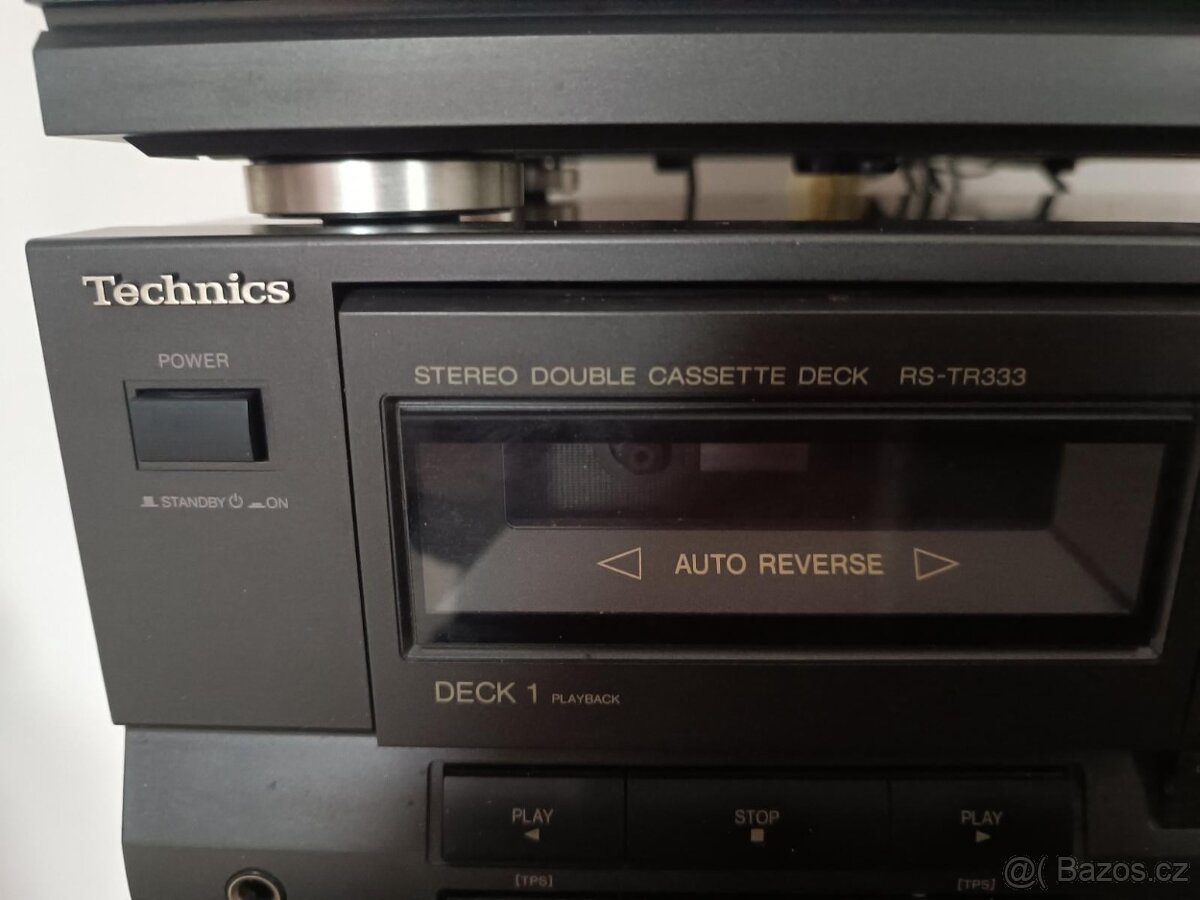 Technics
POWER
STANDBY ON
STEREO DOUBLE CASSETTE DECK RS-TR333
AUTO REVERSE
DECK 1 PLAYBACK
PLAY STOP PLAY
[TPS] [TPS]
@( Bazos.cz